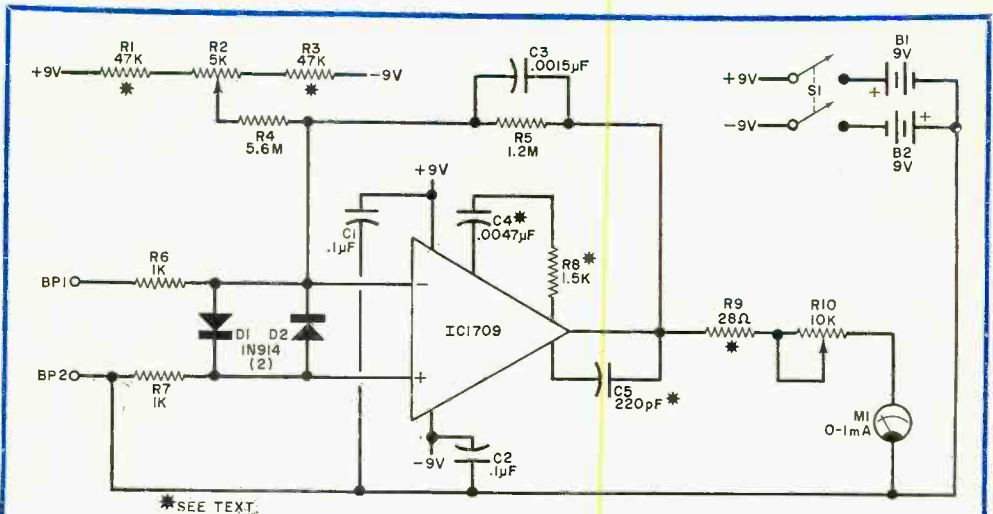 +9V
R1
47K
✷
R2
5K
R3
47K
✷
-9V
R4
5.6M
C3
.0015µF
R5
1.2M
+9V
-9V
S1
B1
9V
+
+
B2
9V
+9V
C1
.1µF
C4✷
.0047µF
R8✷
1.5K
BP1
R6
1K
D1
D2
1N914
(2)
BP2
R7
1K
-
+
IC1709
R9
28Ω
✷
R10
10K
C5
220pF✷
M1
0-1mA
-9V
C2
.1µF
✷SEE TEXT